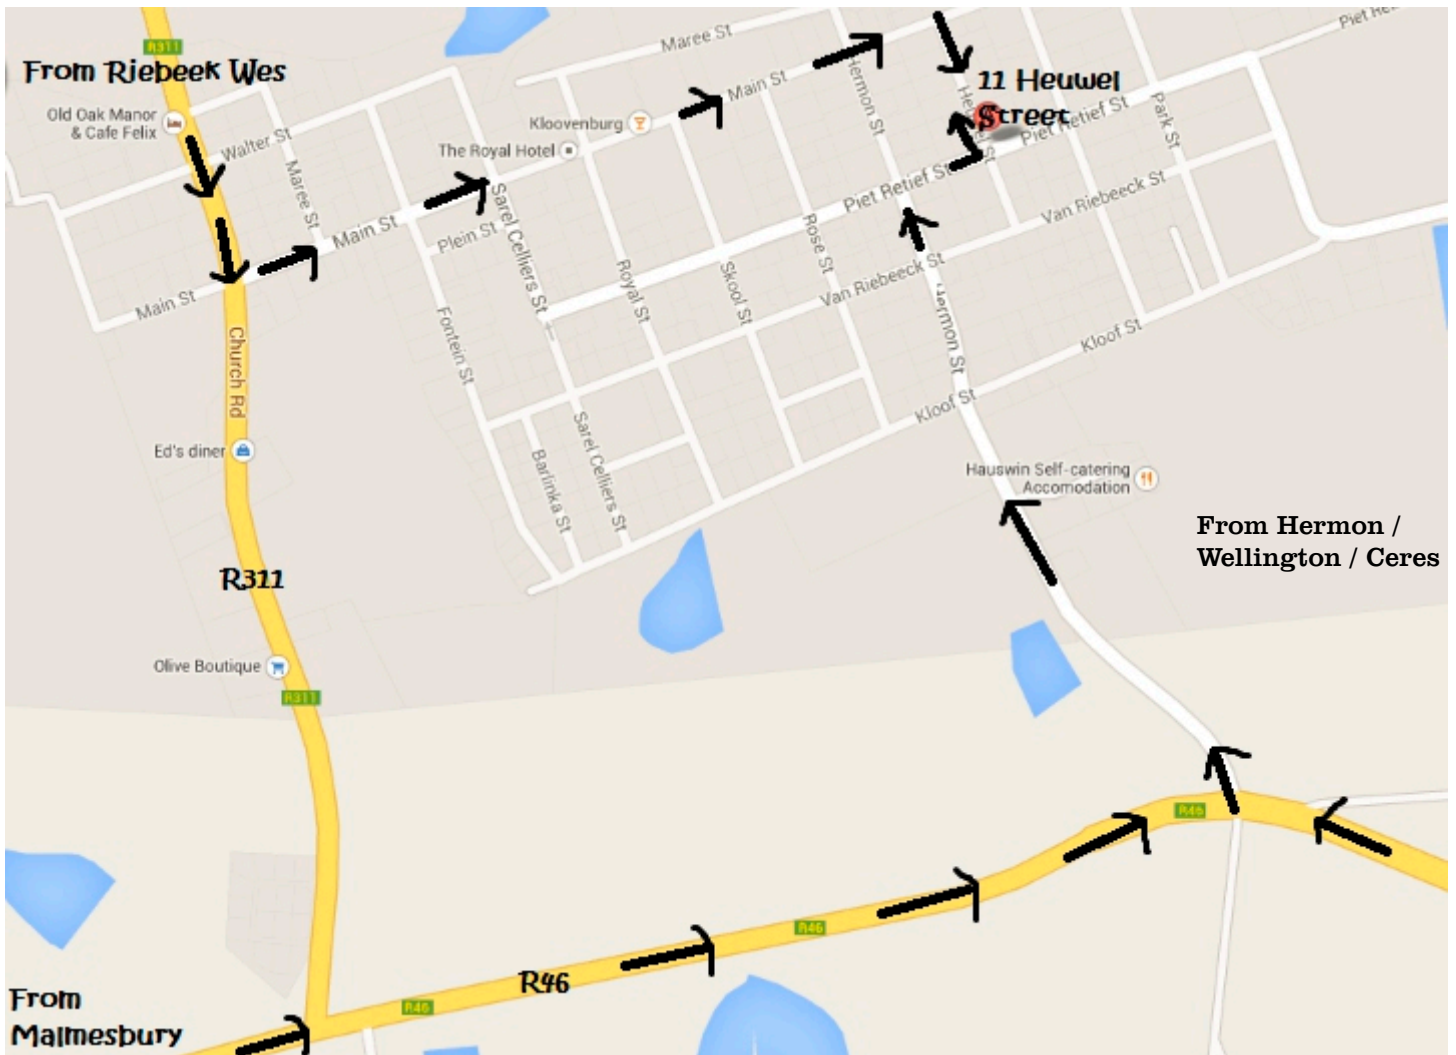 R311
From Riebeek Wes
Old Oak Manor
& Cafe Felix
Walter St
Maree St
Main St
Main St
Plein St
Maree St
Main St
Kloovenburg
The Royal Hotel
Hermon St
11 Heuwel
Street
Park St
Piet Retief St
Piet Retief St
Van Riebeeck St
Van Riebeeck St
Main St
Sarel Celliers St
Royal St
Skool St
Rose St
Hermon St
Kloof St
Kloof St
Church Rd
Fontein St
Sarel Celliers St
Barlinka St
Ed's diner
Hauswin Self-catering
Accomodation
From Hermon /
Wellington / Ceres
R311
Olive Boutique
R311
R46
R46
R46
R46
From
Malmesbury